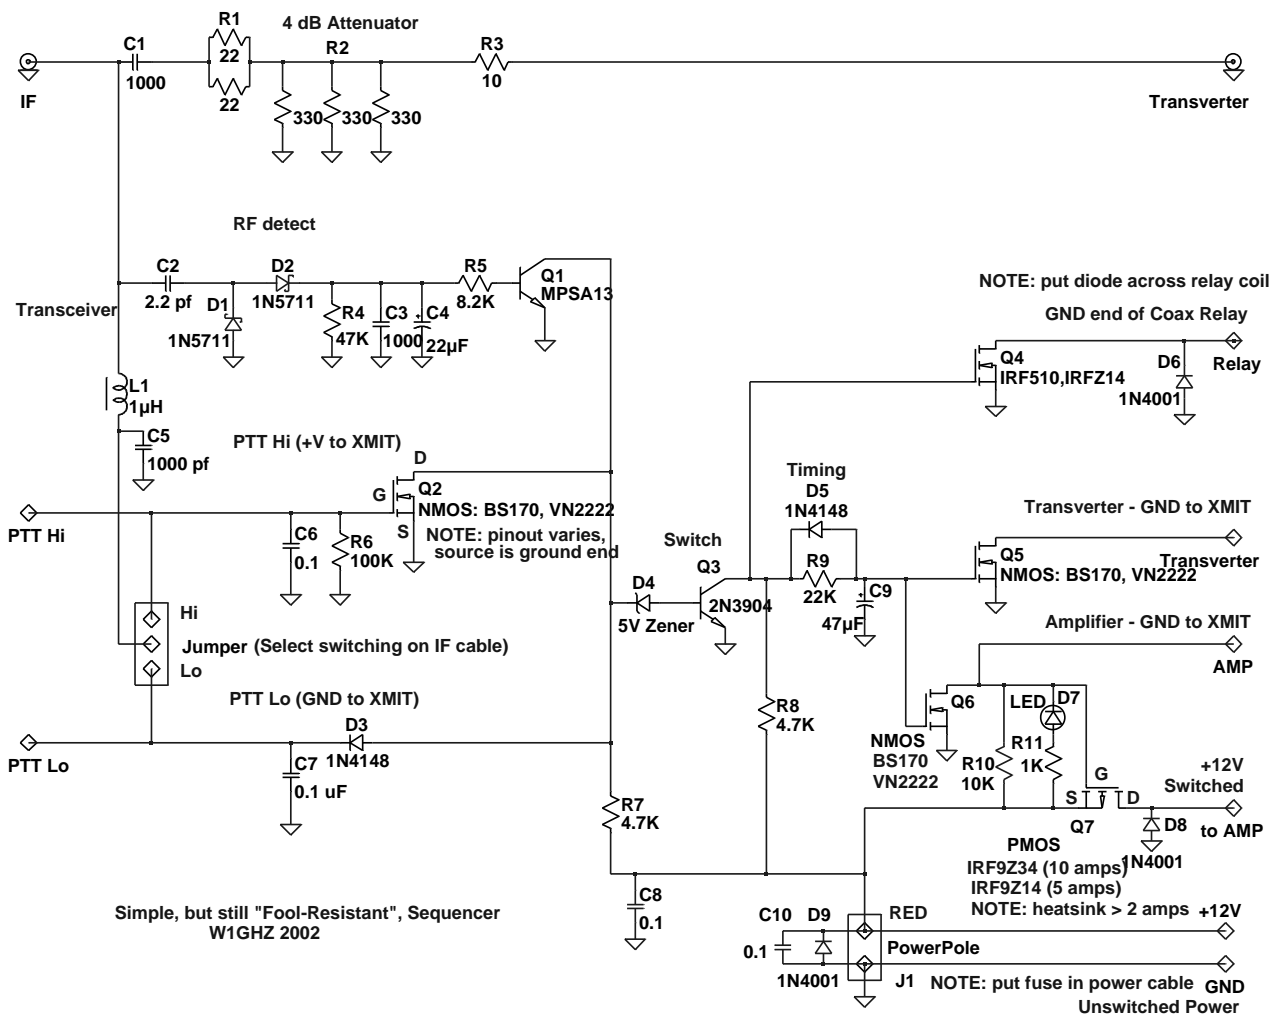 R1
4 dB Attenuator
C1
R2
R3
22
1000
10
IF
22
330
330
330
Transverter
RF detect
C2
D2
R5
Q1
MPSA13
NOTE: put diode across relay coil
2.2 pf
1N5711
8.2K
Transceiver
D1
R4
C3
C4
GND end of Coax Relay
1N5711
47K
1000
22µF
Q4
IRF510,IRFZ14
D6
Relay
1N4001
L1
1µH
C5
1000 pf
PTT Hi (+V to XMIT)
D
G
Q2
NMOS: BS170, VN2222
S
NOTE: pinout varies,
source is ground end
PTT Hi
C6
0.1
R6
100K
Timing
D5
1N4148
Transverter - GND to XMIT
Switch
Q3
R9
22K
C9
47µF
Q5
NMOS: BS170, VN2222
Transverter
D4
5V Zener
2N3904
Hi
Jumper (Select switching on IF cable)
Lo
Amplifier - GND to XMIT
AMP
PTT Lo (GND to XMIT)
D3
1N4148
PTT Lo
C7
0.1 uF
R8
4.7K
Q6
NMOS
BS170
VN2222
LED
D7
R10
10K
R11
1K
G
S
D
Q7
+12V
Switched
to AMP
R7
4.7K
D8
1N4001
PMOS
IRF9Z34 (10 amps)
IRF9Z14 (5 amps)
NOTE: heatsink > 2 amps
C8
0.1
Simple, but still "Fool-Resistant", Sequencer
W1GHZ 2002
C10
0.1
D9
1N4001
RED
+12V
PowerPole
J1
NOTE: put fuse in power cable
GND
Unswitched Power